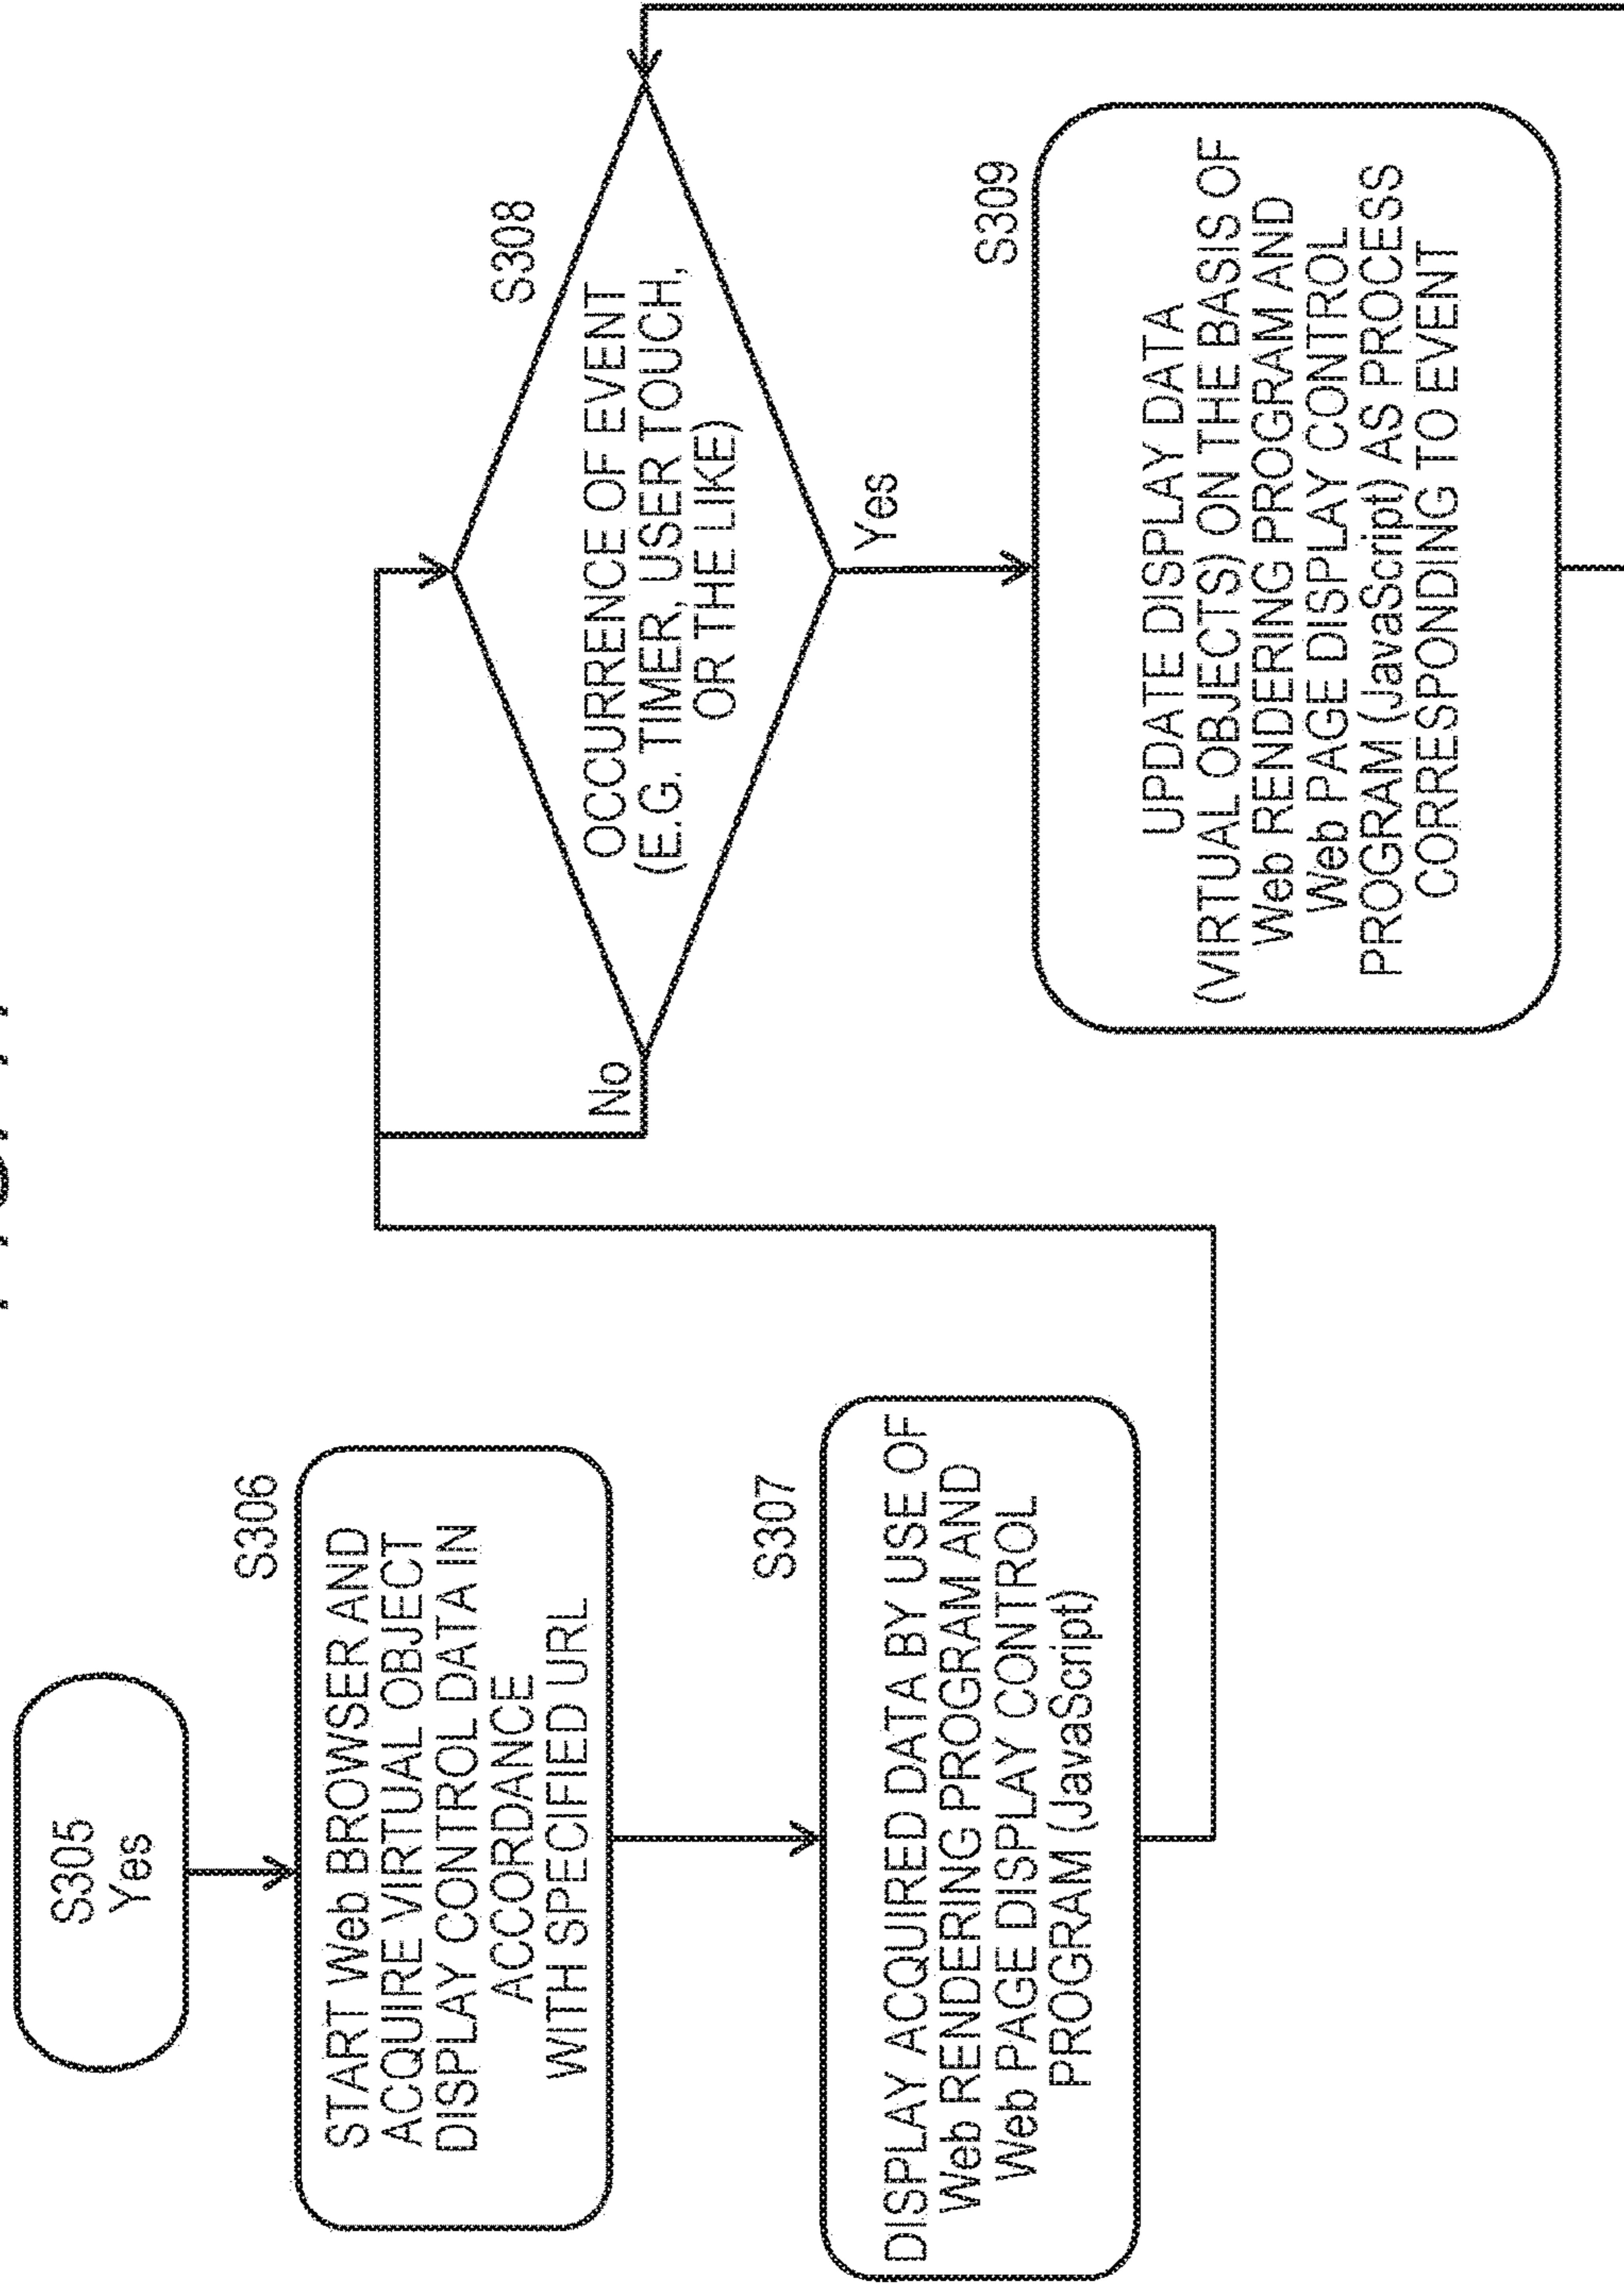 S305
Yes
S306
START Web BROWSER AND
ACQUIRE VIRTUAL OBJECT
DISPLAY CONTROL DATA IN
ACCORDANCE
WITH SPECIFIED URL
S307
DISPLAY ACQUIRED DATA BY USE OF
Web RENDERING PROGRAM AND
Web PAGE DISPLAY CONTROL
PROGRAM (JavaScript)
S308
OCCURRENCE OF EVENT
(E.G. TIMER, USER TOUCH,
OR THE LIKE)
No
Yes
S309
UPDATE DISPLAY DATA
(VIRTUAL OBJECTS) ON THE BASIS OF
Web RENDERING PROGRAM AND
Web PAGE DISPLAY CONTROL
PROGRAM (JavaScript) AS PROCESS
CORRESPONDING TO EVENT